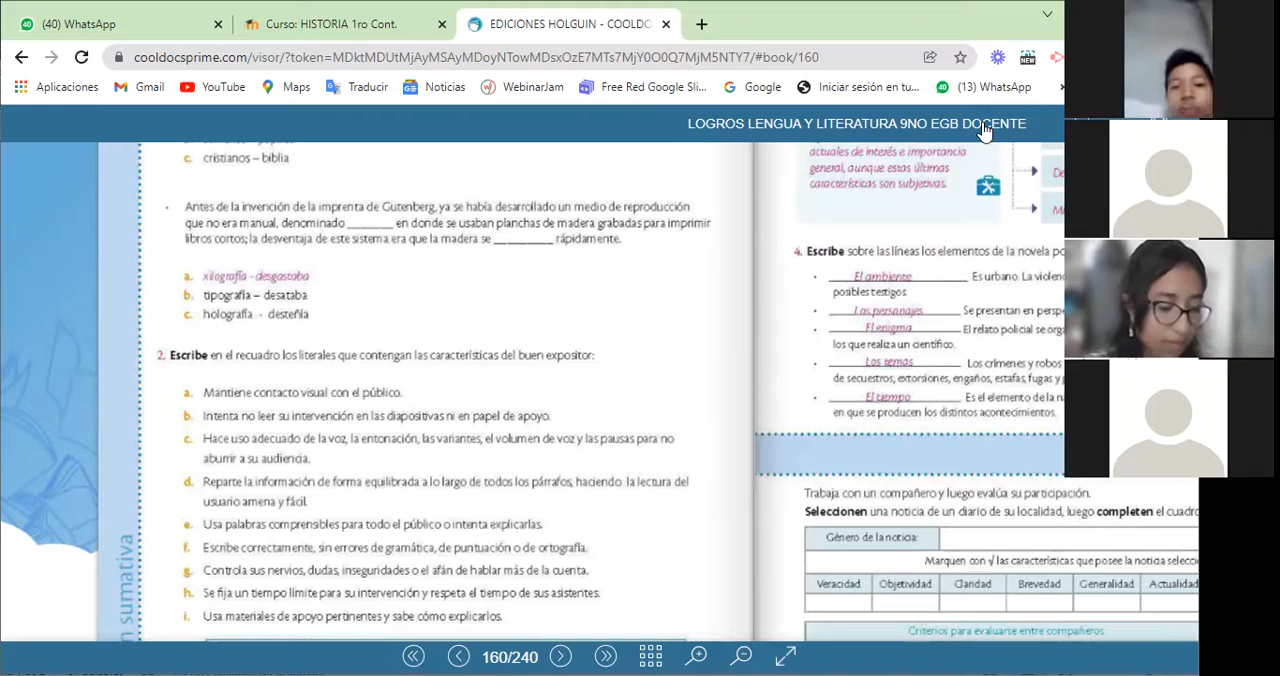 (40) WhatsApp
Curso: HISTORIA 1ro Cont.
EDICIONES HOLGUIN - COOLDO
cooldocsprime.com/visor/?token=MDktMDUtMjAyMSAyMDoyNTowMDsxOzE7MTs7MjY0O0Q7MjM5NTY7/#book/160
Aplicaciones
Gmail
YouTube
Maps
Traducir
Noticias
WebinarJam
Free Red Google Sli...
Google
Iniciar sesión en tu...
(13) WhatsApp
LOGROS LENGUA Y LITERATURA 9NO EGB DOCENTE
c. cristianos – biblia
Antes de la invención de la imprenta de Gutenberg, ya se había desarrollado un medio de reproducción
que no era manual, denominado ________ en donde se usaban planchas de madera grabadas para imprimir
libros cortos; la desventaja de este sistema era que la madera se __________ rápidamente.
a. xilografía - desgastaba
b. tipografía – desataba
c. holografía - desteñía
2. Escribe en el recuadro los literales que contengan las características del buen expositor:
a. Mantiene contacto visual con el público.
b. Intenta no leer su intervención en las diapositivas ni en papel de apoyo.
c. Hace uso adecuado de la voz, la entonación, las variantes, el volumen de voz y las pausas para no
aburrir a su audiencia.
d. Reparte la información de forma equilibrada a lo largo de todos los párrafos, haciendo la lectura del
usuario amena y fácil.
e. Usa palabras comprensibles para todo el público o intenta explicarlas.
f. Escribe correctamente, sin errores de gramática, de puntuación o de ortografía.
g. Controla sus nervios, dudas, inseguridades o el afán de hablar más de la cuenta.
h. Se fija un tiempo límite para su intervención y respeta el tiempo de sus asistentes.
i. Usa materiales de apoyo pertinentes y sabe cómo explicarlos.
n sumativa
actuales de interés e importancia
general, aunque estas últimas
características son subjetivas.
De
4. Escribe sobre las líneas los elementos de la novela po
El ambiente Es urbano. La violen
posibles testigos.
Los personajes Se presentan en persp
El enigma El relato policial se org
los que realiza un científico.
Los temas Los crímenes y robos
de secuestros, extorsiones, engaños, estafas, fugas y p
El tiempo Es el elemento de la n
en que se producen los distintos acontecimientos.
Trabaja con un compañero y luego evalúa su participación.
Seleccionen una noticia de un diario de su localidad, luego completen el cuadro
Género de la noticia:
Marquen con √ las características que posee la noticia selecci
Veracidad Objetividad Claridad Brevedad Generalidad Actualidad
Criterios para evaluarse entre compañeros
160/240